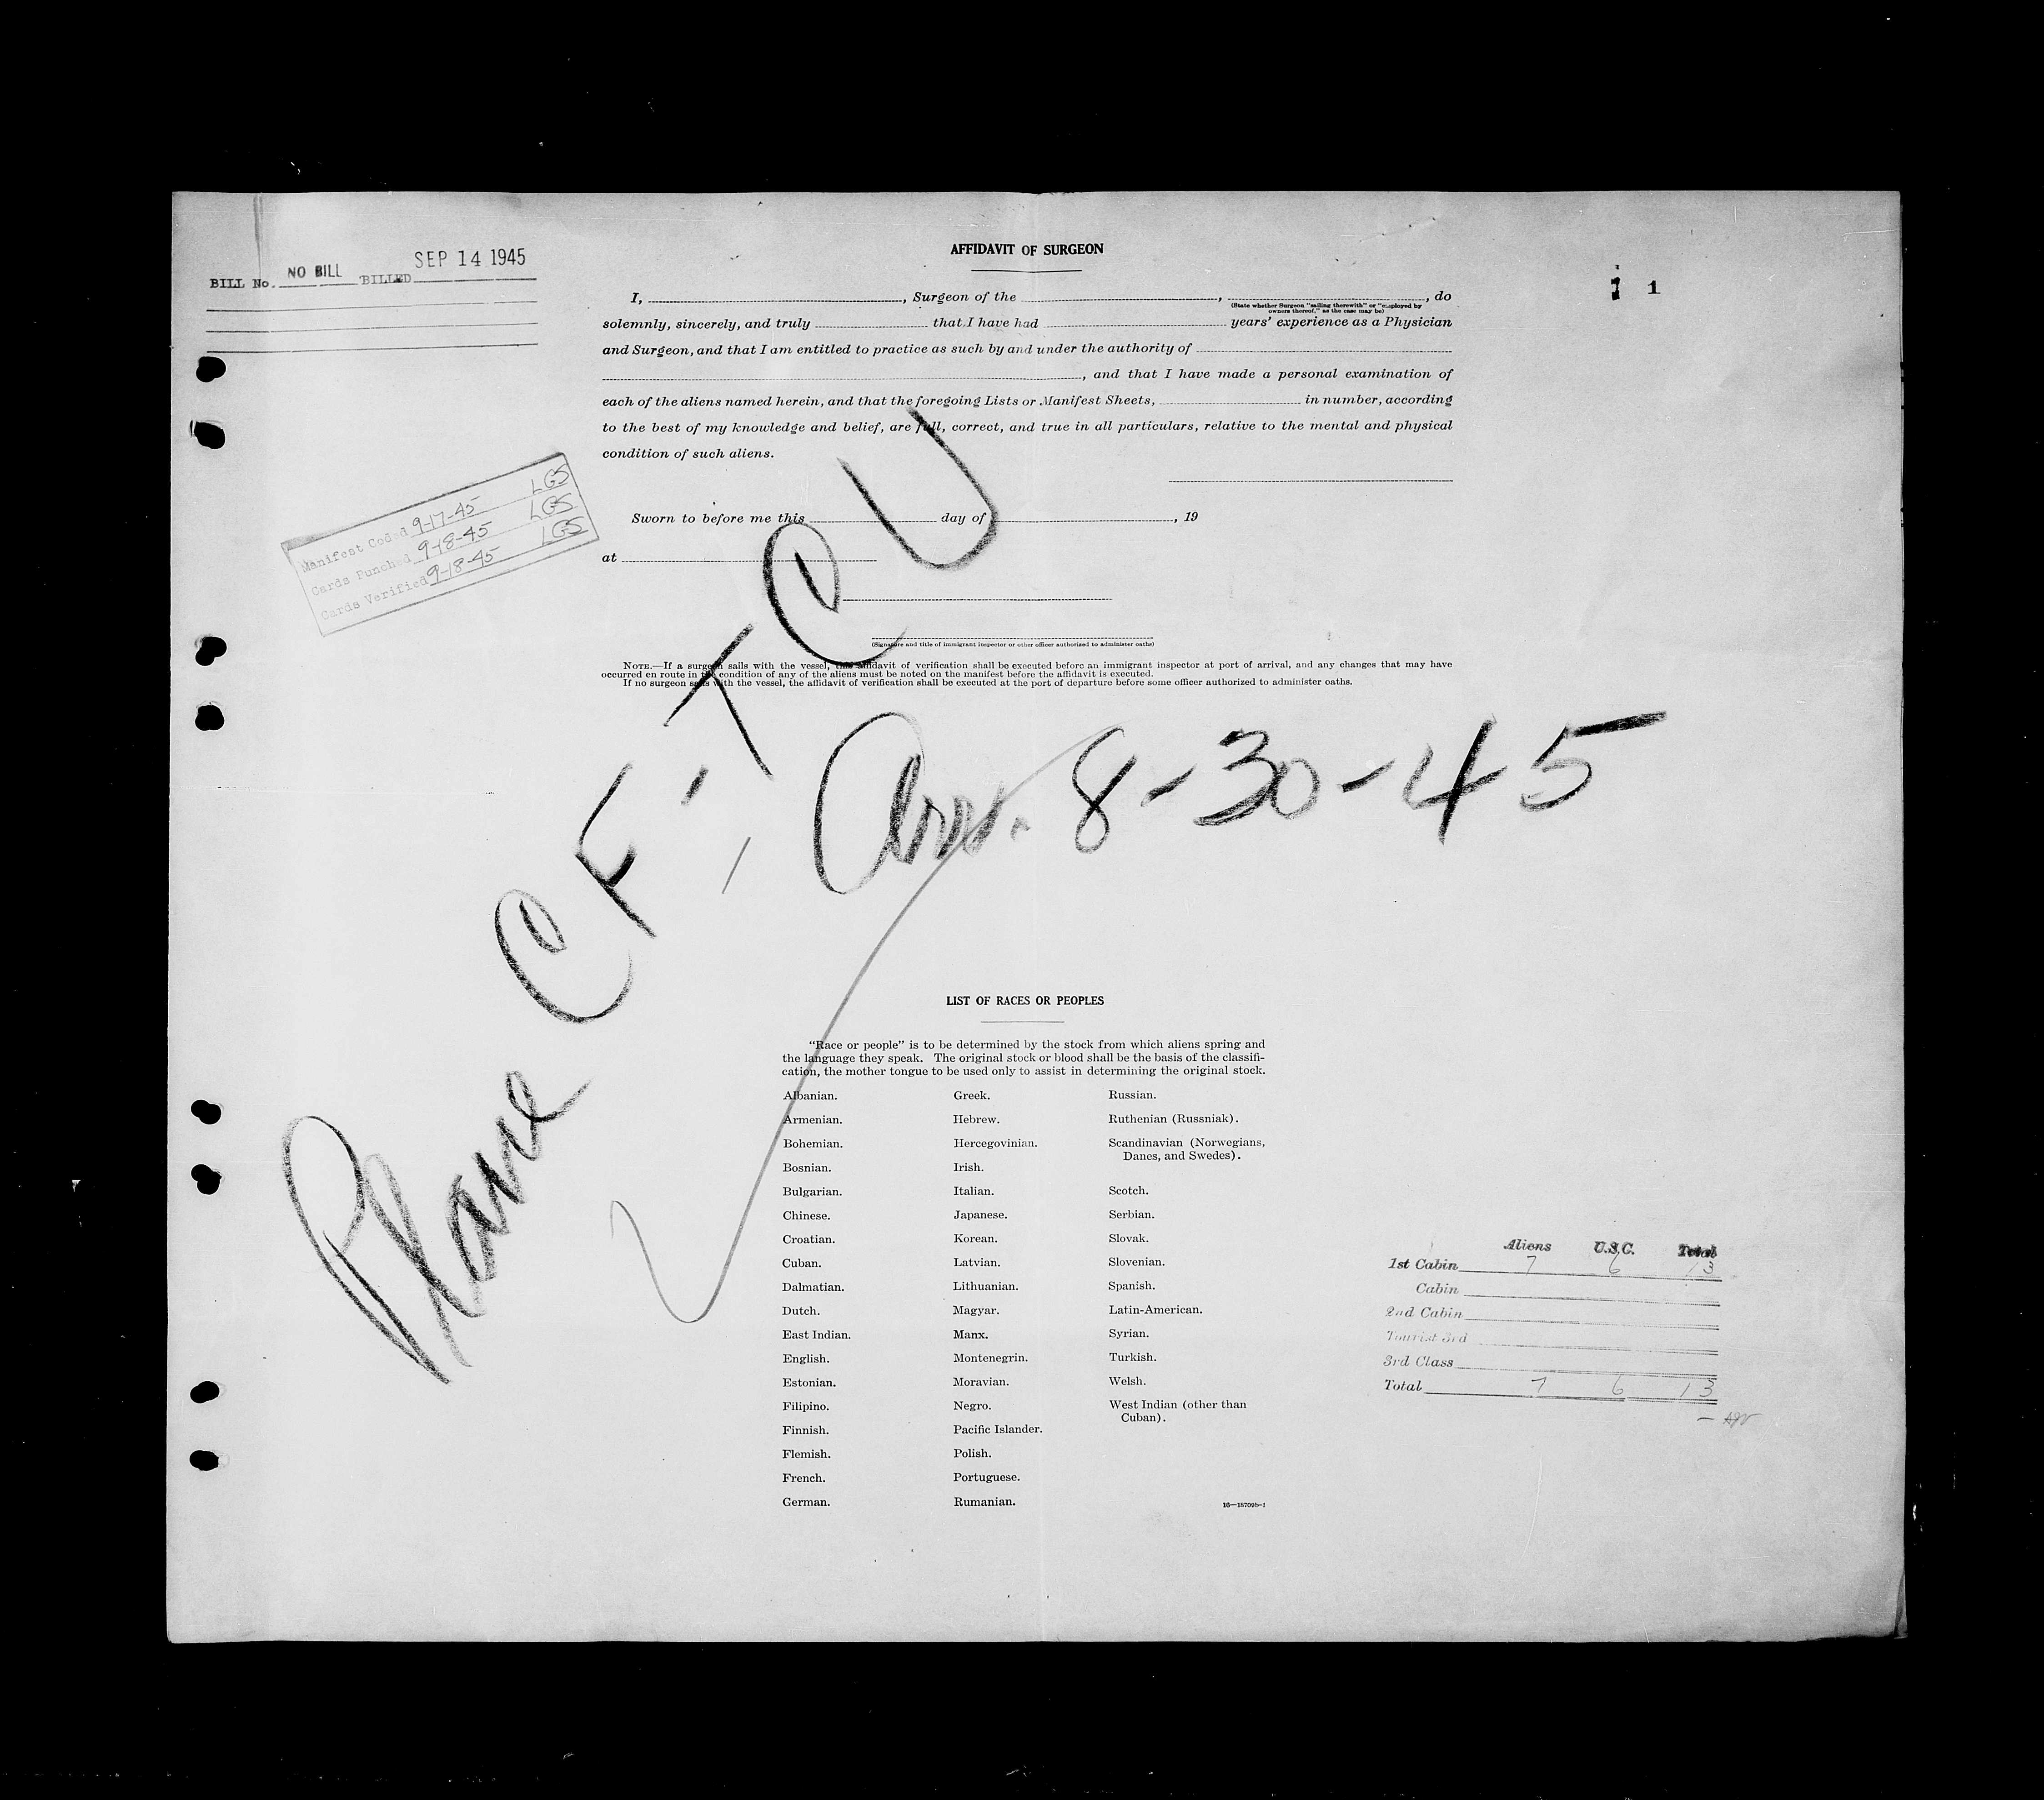 SEP 14 1945
BILL No. NO BILL BILLED
AFFIDAVIT OF SURGEON
1 1
I, , Surgeon of the , , do
(State whether Surgeon "sailing therewith" or "employed by
owners thereof," as the case may be)
solemnly, sincerely, and truly that I have had years' experience as a Physician
and Surgeon, and that I am entitled to practice as such by and under the authority of
, and that I have made a personal examination of
each of the aliens named herein, and that the foregoing Lists or Manifest Sheets, in number, according
to the best of my knowledge and belief, are full, correct, and true in all particulars, relative to the mental and physical
condition of such aliens.
Manifest Coded 9-17-45 LGS
Cards Punched 9-18-45 LGS
Cards Verified 9-18-45 LGS
Sworn to before me this day of , 19
at
(Signature and title of immigrant inspector or other officer authorized to administer oaths)
NOTE.—If a surgeon sails with the vessel, this affidavit of verification shall be executed before an immigrant inspector at port of arrival, and any changes that may have
occurred en route in the condition of any of the aliens must be noted on the manifest before the affidavit is executed.
If no surgeon sails with the vessel, the affidavit of verification shall be executed at the port of departure before some officer authorized to administer oaths.
Plane CF-TCU
Arr. 8-30-45
LIST OF RACES OR PEOPLES
"Race or people" is to be determined by the stock from which aliens spring and
the language they speak. The original stock or blood shall be the basis of the classifi-
cation, the mother tongue to be used only to assist in determining the original stock.
Albanian.
Armenian.
Bohemian.
Bosnian.
Bulgarian.
Chinese.
Croatian.
Cuban.
Dalmatian.
Dutch.
East Indian.
English.
Estonian.
Filipino.
Finnish.
Flemish.
French.
German.
Greek.
Hebrew.
Hercegovinian.
Irish.
Italian.
Japanese.
Korean.
Latvian.
Lithuanian.
Magyar.
Manx.
Montenegrin.
Moravian.
Negro.
Pacific Islander.
Polish.
Portuguese.
Rumanian.
Russian.
Ruthenian (Russniak).
Scandinavian (Norwegians,
Danes, and Swedes).
Scotch.
Serbian.
Slovak.
Slovenian.
Spanish.
Latin-American.
Syrian.
Turkish.
Welsh.
West Indian (other than
Cuban).
16—18709b-1
Aliens U.S.C. Total
1st Cabin 7 6 13
Cabin
2nd Cabin
Tourist 3rd
3rd Class
Total 7 6 13